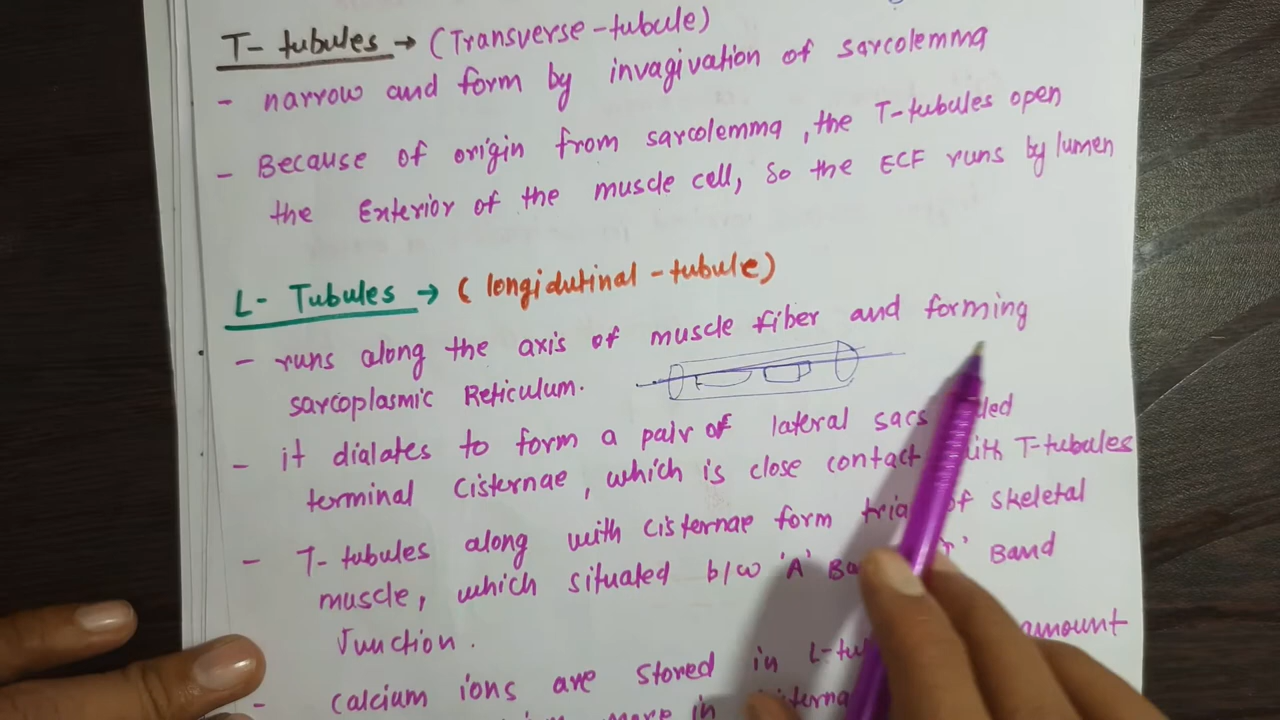 T- tubules → (Transverse-tubule)
- narrow and form by invagivation of sarcolemma
- Because of origin from sarcolemma, the T-tubules open
the Exterior of the muscle cell, so the ECF runs by lumen
L- Tubules → (longidutinal-tubule)
- runs along the axis of muscle fiber and forming
sarcoplasmic Reticulum.
- it dialates to form a pair of lateral sacs
terminal Cisternae, which is close contact with T-tubules
- T-tubules along with cisternae form of skeletal
muscle, which situated b/w 'A' Band
Junction.
- calcium ions are stored in amount
more in